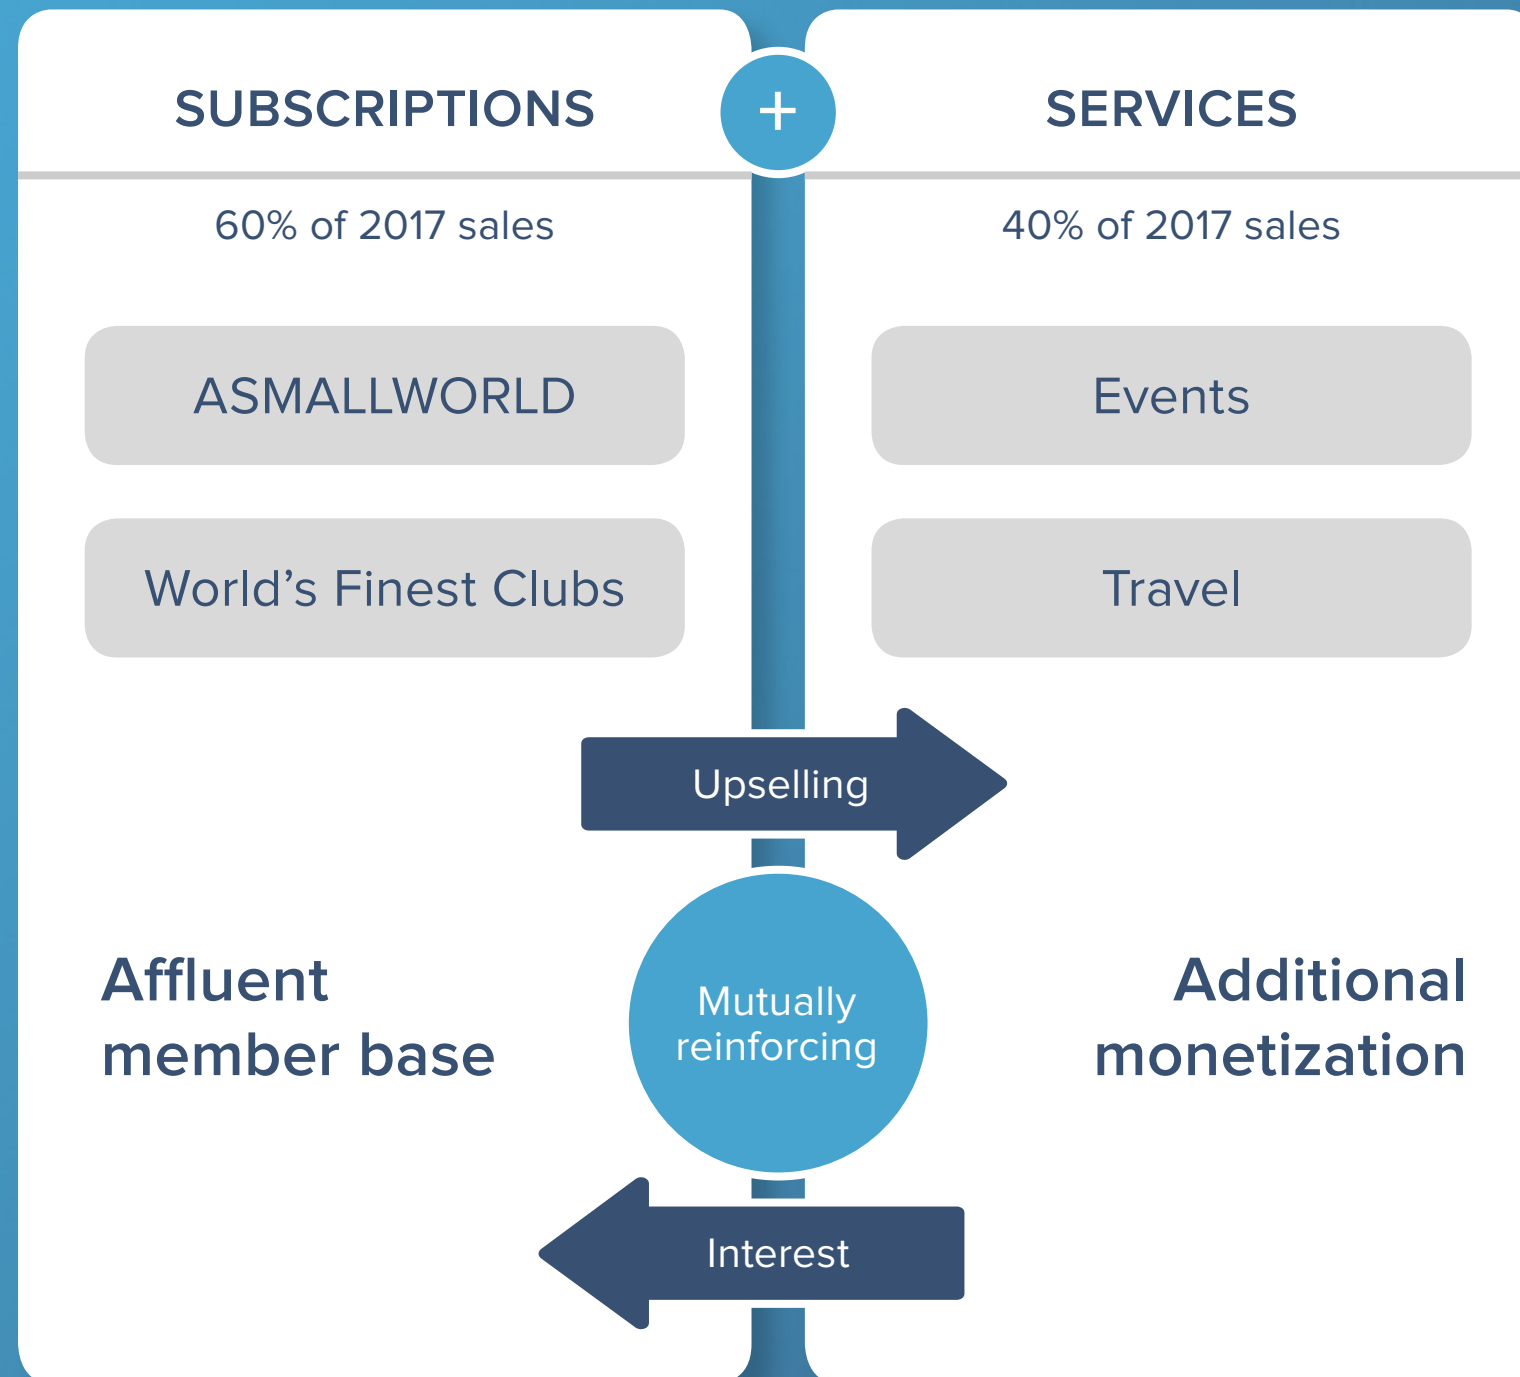 SUBSCRIPTIONS
+
SERVICES
60% of 2017 sales
40% of 2017 sales
ASMALLWORLD
Events
World’s Finest Clubs
Travel
Upselling
Affluent
member base
Mutually
reinforcing
Additional
monetization
Interest